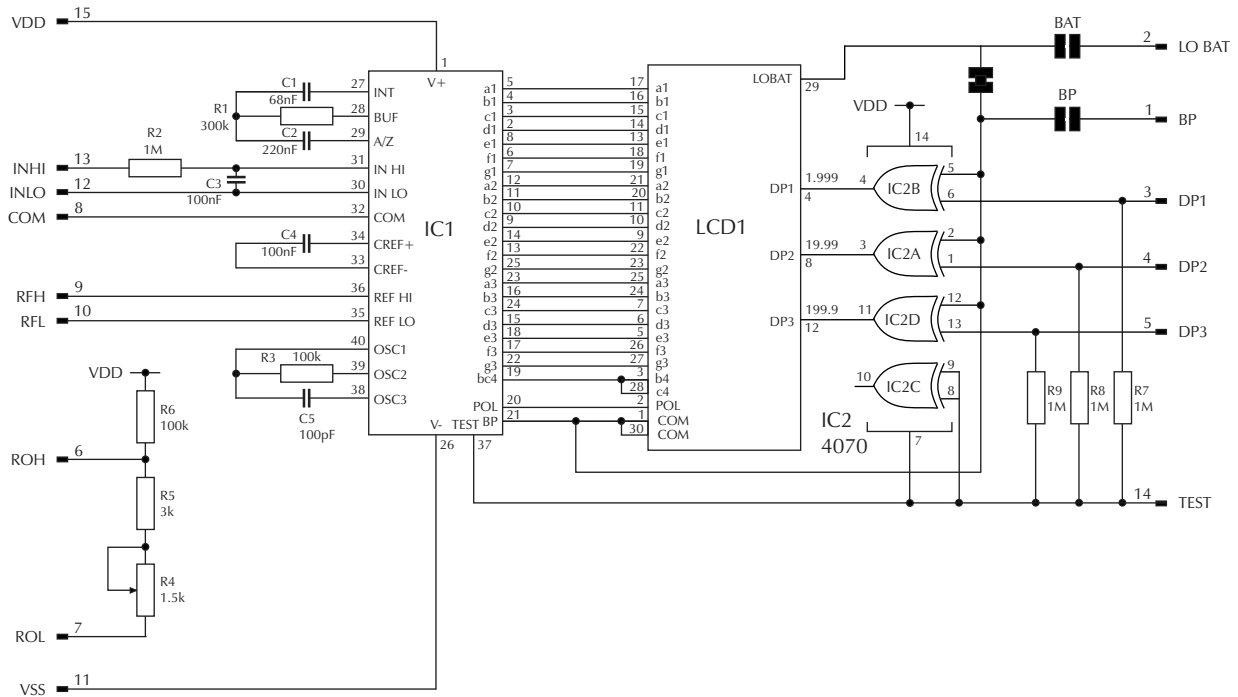 VDD 15
1
V+
INT 27
C1
68nF
R1
300k
BUF 28
C2
220nF
A/Z 29
R2
1M
INHI 13
IN HI 31
C3
100nF
INLO 12
IN LO 30
COM 8
COM 32
C4
100nF
CREF+ 34
CREF- 33
RFH 9
REF HI 36
RFL 10
REF LO 35
OSC1 40
R3 100k
OSC2 39
OSC3 38
C5
100pF
IC1
V- TEST
26 37
VDD
R6
100k
ROH 6
R5
3k
R4
1.5k
ROL 7
VSS 11
a1 5 17 a1
b1 4 16 b1
c1 3 15 c1
d1 2 14 d1
e1 8 13 e1
f1 6 18 f1
g1 7 19 g1
a2 12 21 a2
b2 11 20 b2
c2 10 11 c2
d2 9 10 d2
e2 14 9 e2
f2 13 22 f2
g2 25 23 g2
a3 23 25 a3
b3 16 24 b3
c3 24 7 c3
d3 15 6 d3
e3 18 5 e3
f3 17 26 f3
g3 22 27 g3
bc4 19 3 b4
28 c4
POL 20 2 POL
BP 21 1 COM
30 COM
LCD1
LOBAT
29
DP1 1.999
4
DP2 19.99
8
DP3 199.9
12
VDD
14
4 IC2B 5
6
3 IC2A 2
1
11 IC2D 12
13
10 IC2C 9
8
IC2
4070
7
BAT
2 LO BAT
BP
1 BP
3 DP1
4 DP2
5 DP3
R9
1M
R8
1M
R7
1M
14 TEST